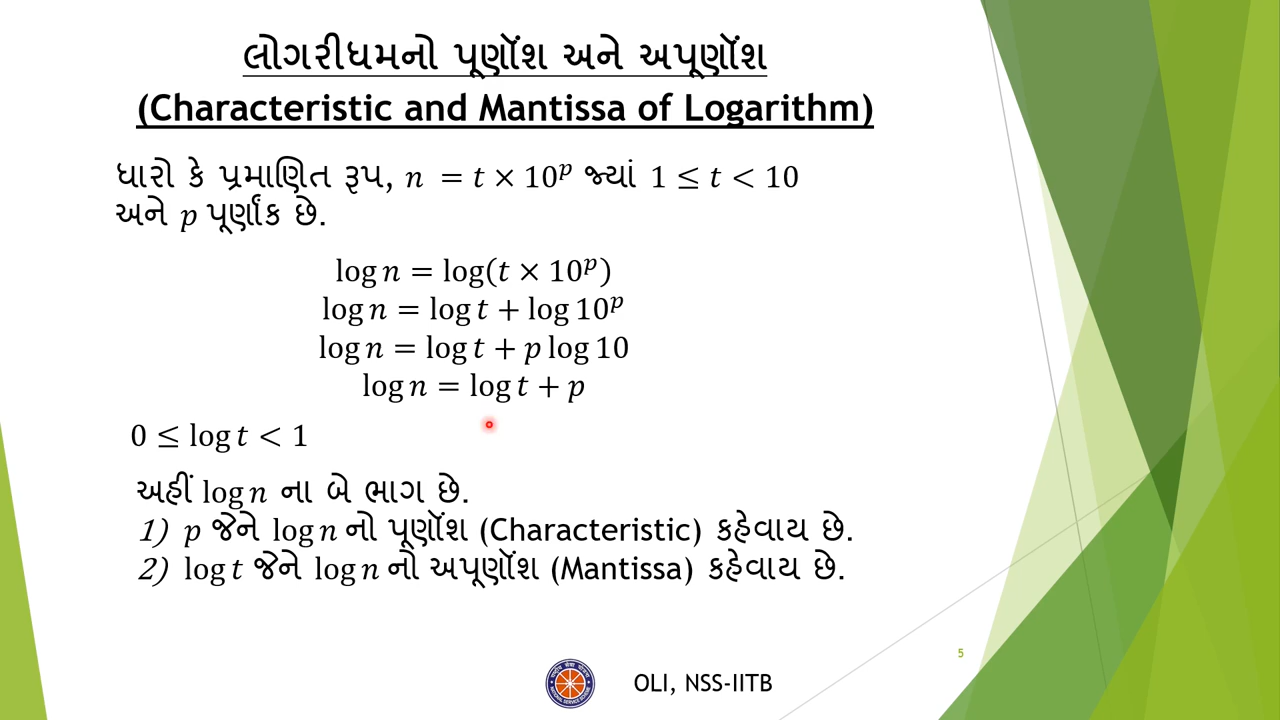 લોગરીધમનો પૂર્ણાંશ અને અપૂર્ણાંશ
(Characteristic and Mantissa of Logarithm)
ધારો કે પ્રમાણિત રૂપ, n = t × 10^p જ્યાં 1 ≤ t < 10
અને p પૂર્ણાંક છે.
log n = log(t × 10^p)
log n = log t + log 10^p
log n = log t + p log 10
log n = log t + p
0 ≤ log t < 1
અહીં log n ના બે ભાગ છે.
1) p જેને log n નો પૂર્ણાંશ (Characteristic) કહેવાય છે.
2) log t જેને log n નો અપૂર્ણાંશ (Mantissa) કહેવાય છે.
5
OLI, NSS-IITB